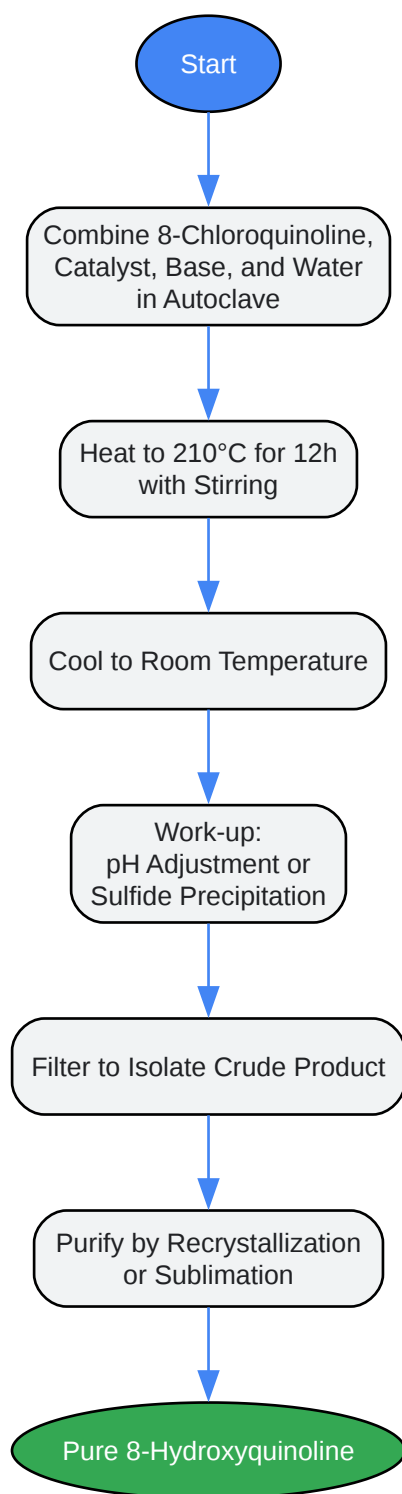 Start
Combine 8-Chloroquinoline,
Catalyst, Base, and Water
in Autoclave
Heat to 210°C for 12h
with Stirring
Cool to Room Temperature
Work-up:
pH Adjustment or
Sulfide Precipitation
Filter to Isolate Crude Product
Purify by Recrystallization
or Sublimation
Pure 8-Hydroxyquinoline